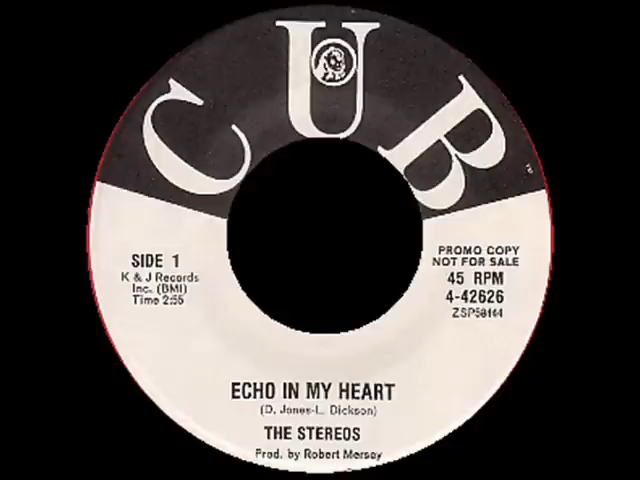 CUB
SIDE 1
K & J Records
Inc. (BMI)
Time 2:55
PROMO COPY
NOT FOR SALE
45 RPM
4-42626
ECHO IN MY HEART
(D. Jones-L. Dickson)
THE STEREOS
Prod. by Robert Mersey